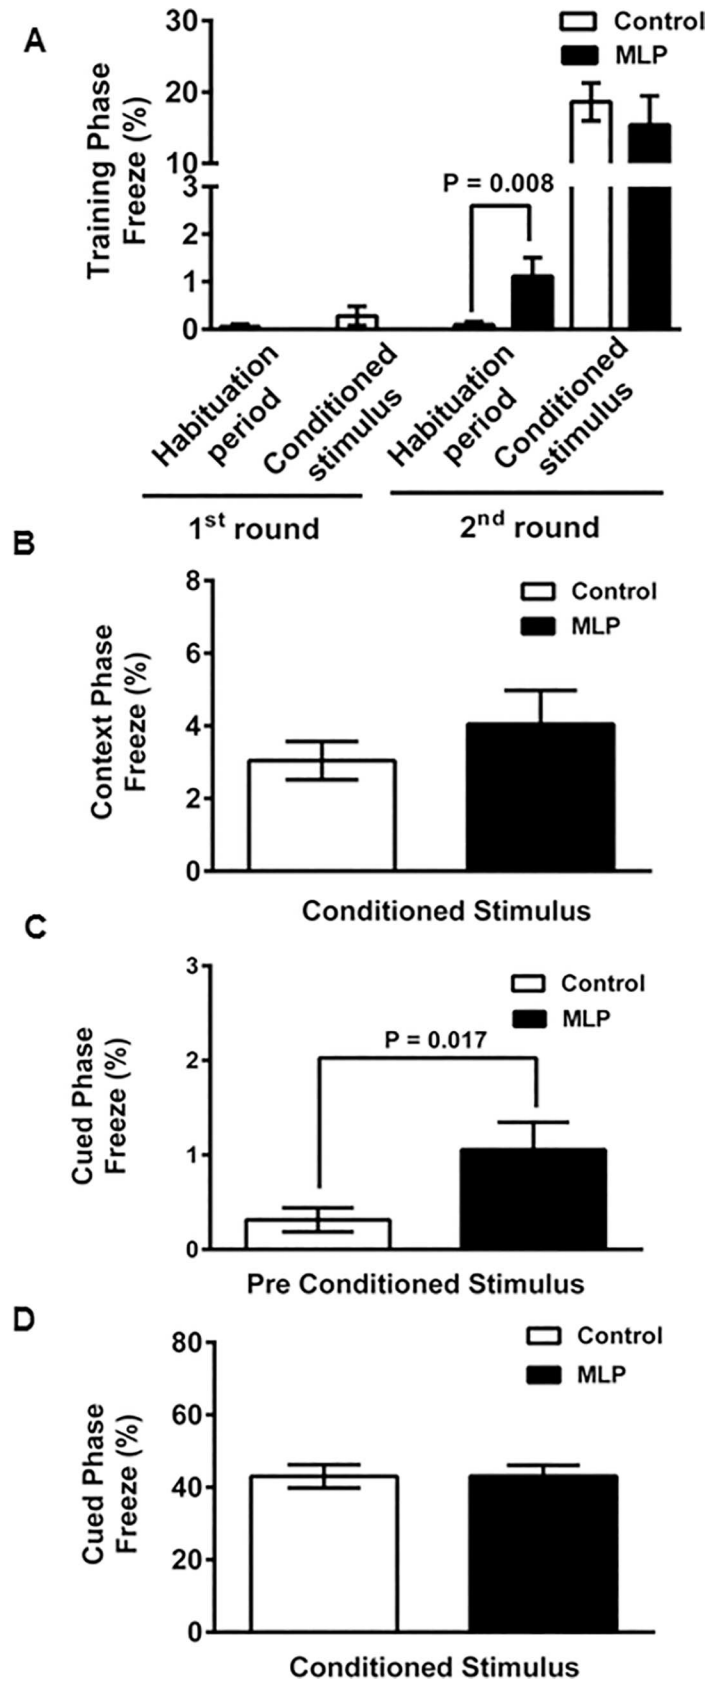 A
Training Phase
Freeze (%)
30
20
10
3
2
1
0
Control
MLP
P = 0.008
Habituation
period
Conditioned
stimulus
Habituation
period
Conditioned
stimulus
1st round
2nd round
B
Context Phase
Freeze (%)
8
6
4
2
0
Control
MLP
Conditioned Stimulus
C
Cued Phase
Freeze (%)
3
2
1
0
Control
MLP
P = 0.017
Pre Conditioned Stimulus
D
Cued Phase
Freeze (%)
80
60
40
20
0
Control
MLP
Conditioned Stimulus